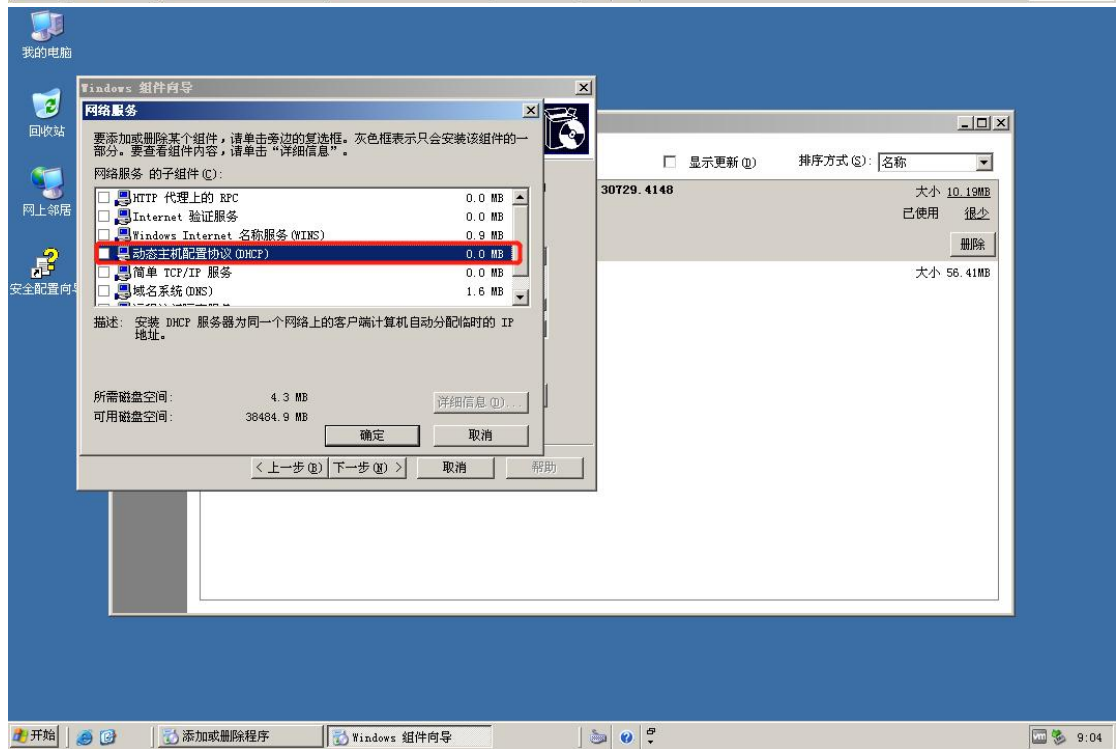 我的电脑
回收站
网上邻居
安全配置向导
Windows 组件向导
网络服务
要添加或删除某个组件，请单击旁边的复选框。灰色框表示只会安装该组件的一
部分。要查看组件内容，请单击“详细信息”。
网络服务 的子组件(C):
HTTP 代理上的 RPC 0.0 MB
Internet 验证服务 0.0 MB
Windows Internet 名称服务(WINS) 0.9 MB
动态主机配置协议(DHCP) 0.0 MB
简单 TCP/IP 服务 0.0 MB
域名系统(DNS) 1.6 MB
描述: 安装 DHCP 服务器为同一个网络上的客户端计算机自动分配临时的 IP
地址。
所需磁盘空间: 4.3 MB
详细信息(D)...
可用磁盘空间: 38484.9 MB
确定 取消
< 上一步(B) 下一步(N) > 取消 帮助
显示更新(D) 排序方式(S): 名称
30729.4148 大小 10.19MB
已使用 很少
删除
大小 56.41MB
开始 添加或删除程序 Windows 组件向导 9:04